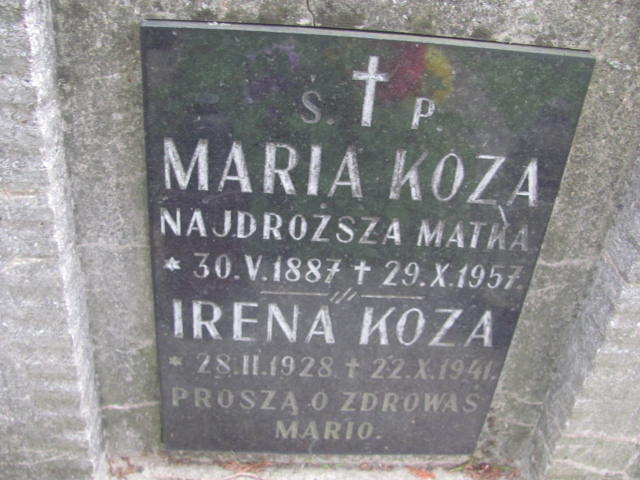 Ś. † P
MARIA KOZA
NAJDROŻSZA MATKA
* 30.V.1887 † 29.X.1957.
IRENA KOZA
* 28.II.1928 † 22.X.1941.
PROSZĄ O ZDROWAŚ
MARIO.